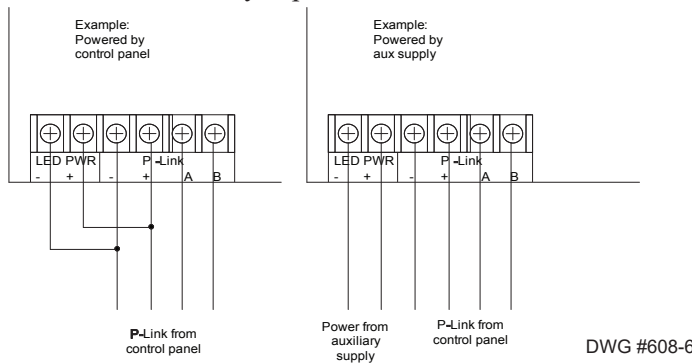 Example:
Powered by
control panel
LED PWR P -Link
- + - + A B
P-Link from
control panel
Example:
Powered by
aux supply
LED PWR P -Link
- + - + A B
Power from
auxiliary
supply
P-Link from
control panel
DWG #608-6